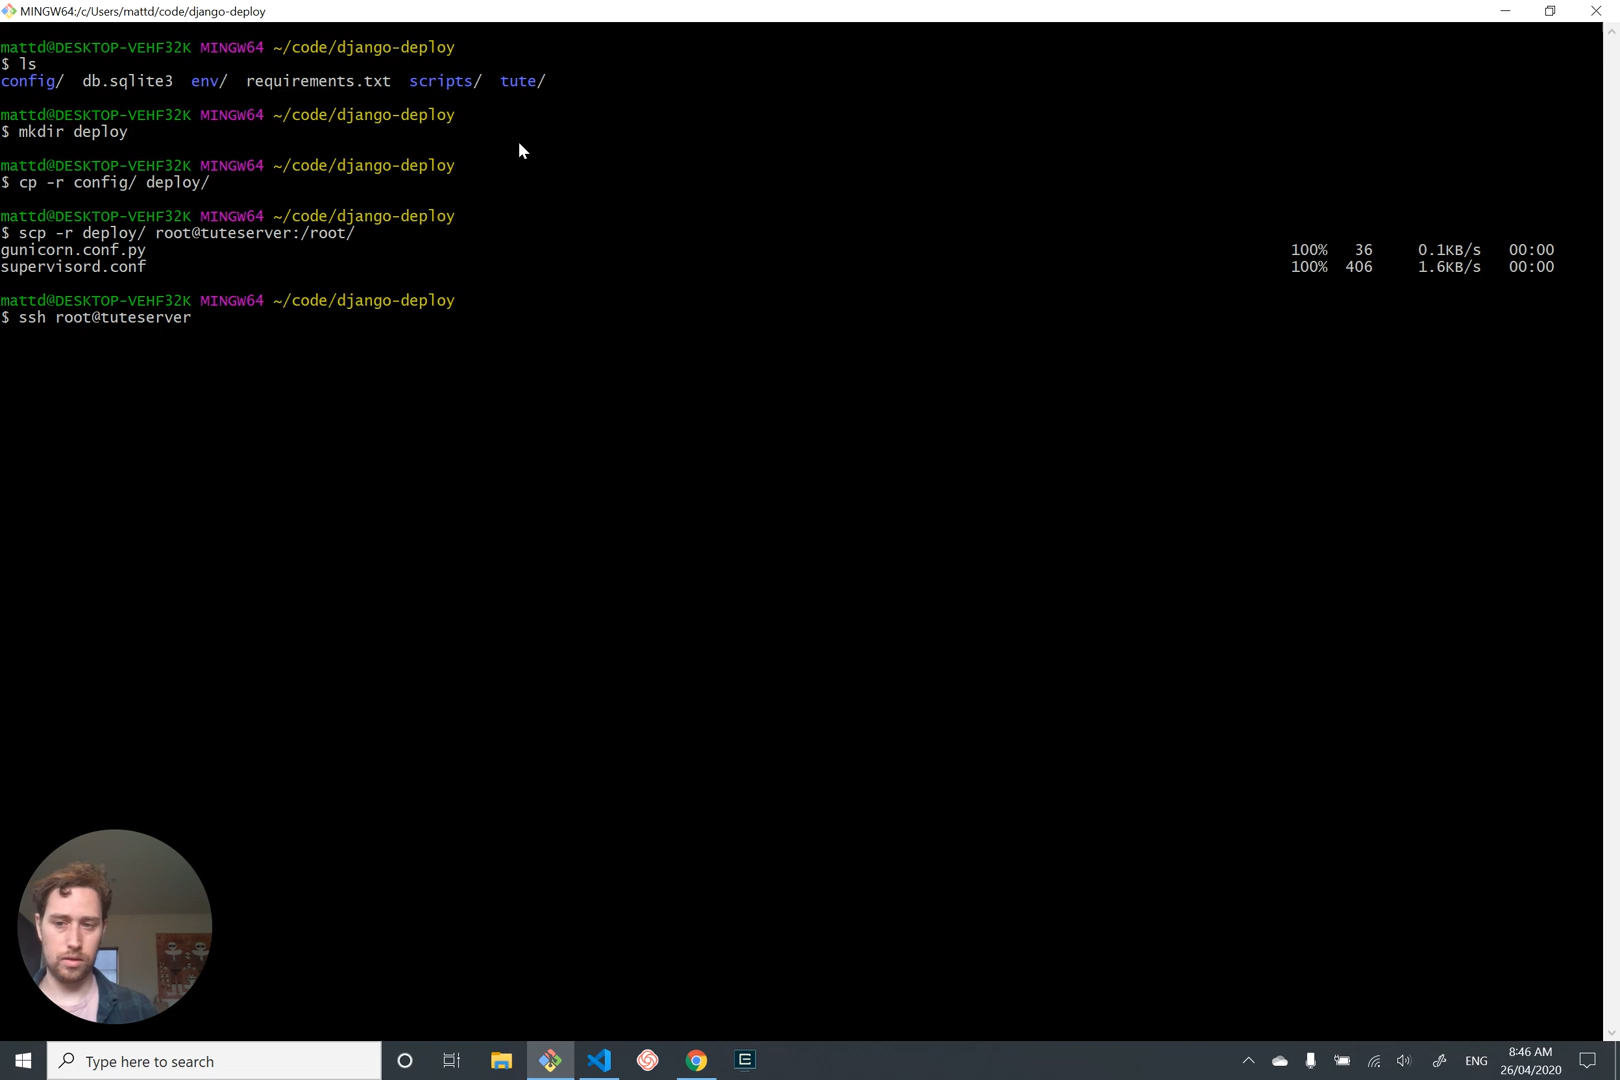 MINGW64:/c/Users/mattd/code/django-deploy
mattd@DESKTOP-VEHF32K MINGW64 ~/code/django-deploy
$ ls
config/  db.sqlite3  env/  requirements.txt  scripts/  tute/
mattd@DESKTOP-VEHF32K MINGW64 ~/code/django-deploy
$ mkdir deploy
mattd@DESKTOP-VEHF32K MINGW64 ~/code/django-deploy
$ cp -r config/ deploy/
mattd@DESKTOP-VEHF32K MINGW64 ~/code/django-deploy
$ scp -r deploy/ root@tuteserver:/root/
gunicorn.conf.py 100% 36 0.1KB/s 00:00
supervisord.conf 100% 406 1.6KB/s 00:00
mattd@DESKTOP-VEHF32K MINGW64 ~/code/django-deploy
$ ssh root@tuteserver
Type here to search
ENG
8:46 AM
26/04/2020